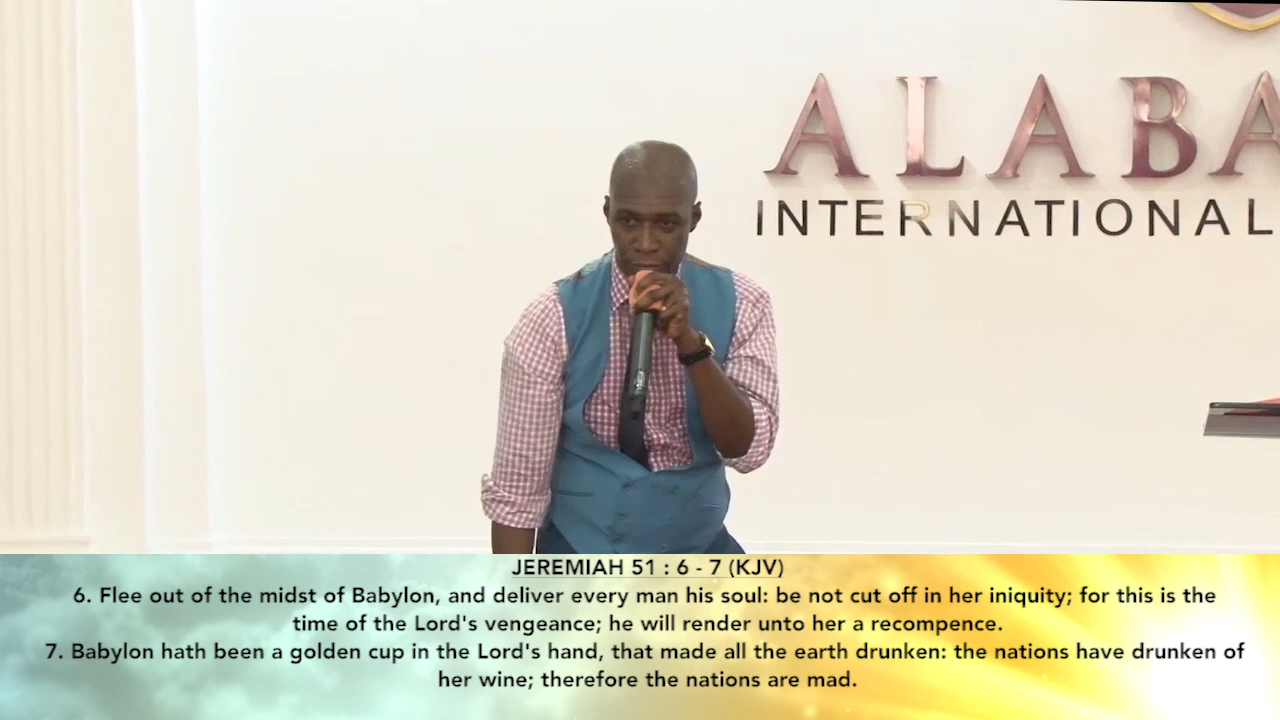 ALABA
INTERNATIONAL
JEREMIAH 51 : 6 - 7 (KJV)
6. Flee out of the midst of Babylon, and deliver every man his soul: be not cut off in her iniquity; for this is the
time of the Lord's vengeance; he will render unto her a recompence.
7. Babylon hath been a golden cup in the Lord's hand, that made all the earth drunken: the nations have drunken of
her wine; therefore the nations are mad.